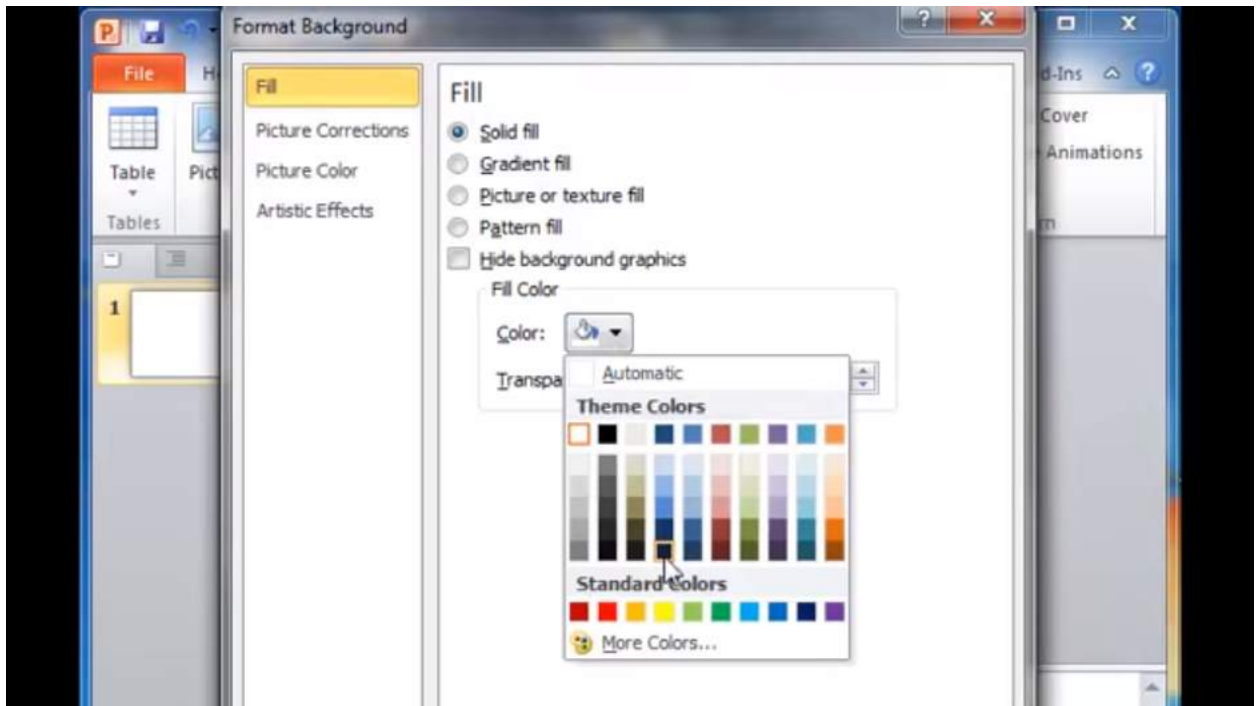 P
Format Background
?
X
X
File
H
d-Ins
?
Table
Pict
Tables
Cover
Animations
1
Fill
Picture Corrections
Picture Color
Artistic Effects
Fill
Solid fill
Gradient fill
Picture or texture fill
Pattern fill
Hide background graphics
Fill Color
Color:
Transpa
Automatic
Theme Colors
Standard Colors
More Colors...